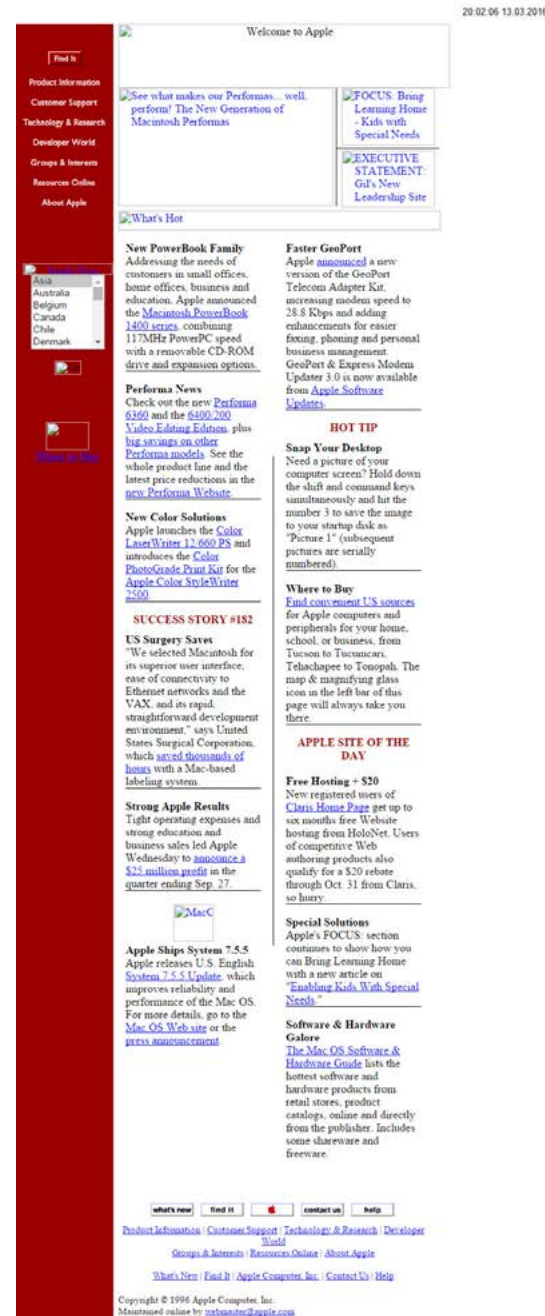 20:02:06 13.03.2016
Welcome to Apple
Find It
Product Information
Customer Support
Technology & Research
Developer World
Groups & Interests
Resources Online
About Apple
Asia
Australia
Belgium
Canada
Chile
Denmark
See what makes our Performas... well,
perform! The New Generation of
Macintosh Performas
FOCUS: Bring
Learning Home
- Kids with
Special Needs
EXECUTIVE
STATEMENT:
Gil's New
Leadership Site
What's Hot
New PowerBook Family
Addressing the needs of
customers in small offices,
home offices, business and
education, Apple announced
the Macintosh PowerBook
1400 series, combining
117MHz PowerPC speed
with a removable CD-ROM
drive and expansion options.
Performa News
Check out the new Performa
6360 and the 6400/200
Video Editing Edition, plus
big savings on other
Performa models. See the
whole product line and the
latest price reductions in the
new Performa Website.
New Color Solutions
Apple launches the Color
LaserWriter 12/660 PS and
introduces the Color
PhotoGrade Print Kit for the
Apple Color StyleWriter
2500.
SUCCESS STORY #182
US Surgery Saves
"We selected Macintosh for
its superior user interface,
ease of connectivity to
Ethernet networks and the
VAX, and its rapid,
straightforward development
environment," says United
States Surgical Corporation,
which saved thousands of
hours with a Mac-based
labeling system.
Strong Apple Results
Tight operating expenses and
strong education and
business sales led Apple
Wednesday to announce a
$25 million profit in the
quarter ending Sep. 27.
MacO
Apple Ships System 7.5.5
Apple releases U.S. English
System 7.5.5 Update, which
improves reliability and
performance of the Mac OS.
For more details, go to the
Mac OS Web site or the
press announcement.
Faster GeoPort
Apple announced a new
version of the GeoPort
Telecom Adapter Kit,
increasing modem speed to
28.8 Kbps and adding
enhancements for easier
faxing, phoning and personal
business management.
GeoPort & Express Modem
Updater 3.0 is now available
from Apple Software
Updates.
HOT TIP
Snap Your Desktop
Need a picture of your
computer screen? Hold down
the shift and command keys
simultaneously and hit the
number 3 to save the image
to your startup disk as
"Picture 1" (subsequent
pictures are serially
numbered).
Where to Buy
Find convenient US sources
for Apple computers and
peripherals for your home,
school, or business, from
Tucson to Tucumcari,
Tehachapee to Tonopah. The
map & magnifying glass
icon in the left bar of this
page will always take you
there.
APPLE SITE OF THE
DAY
Free Hosting + $20
New registered users of
Claris Home Page get up to
six months free Website
hosting from HoloNet. Users
of competitive Web
authoring products also
qualify for a $20 rebate
through Oct. 31 from Claris,
so hurry.
Special Solutions
Apple's FOCUS: section
continues to show how you
can Bring Learning Home
with a new article on
"Enabling Kids With Special
Needs."
Software & Hardware
Galore
The Mac OS Software &
Hardware Guide lists the
hottest software and
hardware products from
retail stores, product
catalogs, online and directly
from the publisher. Includes
some shareware and
freeware.
what's new find it contact us help
Product Information | Customer Support | Technology & Research | Developer
World
Groups & Interests | Resources Online | About Apple
What's New | Find It | Apple Computer, Inc. | Contact Us | Help
Copyright © 1996 Apple Computer, Inc.
Maintained online by webmaster@apple.com